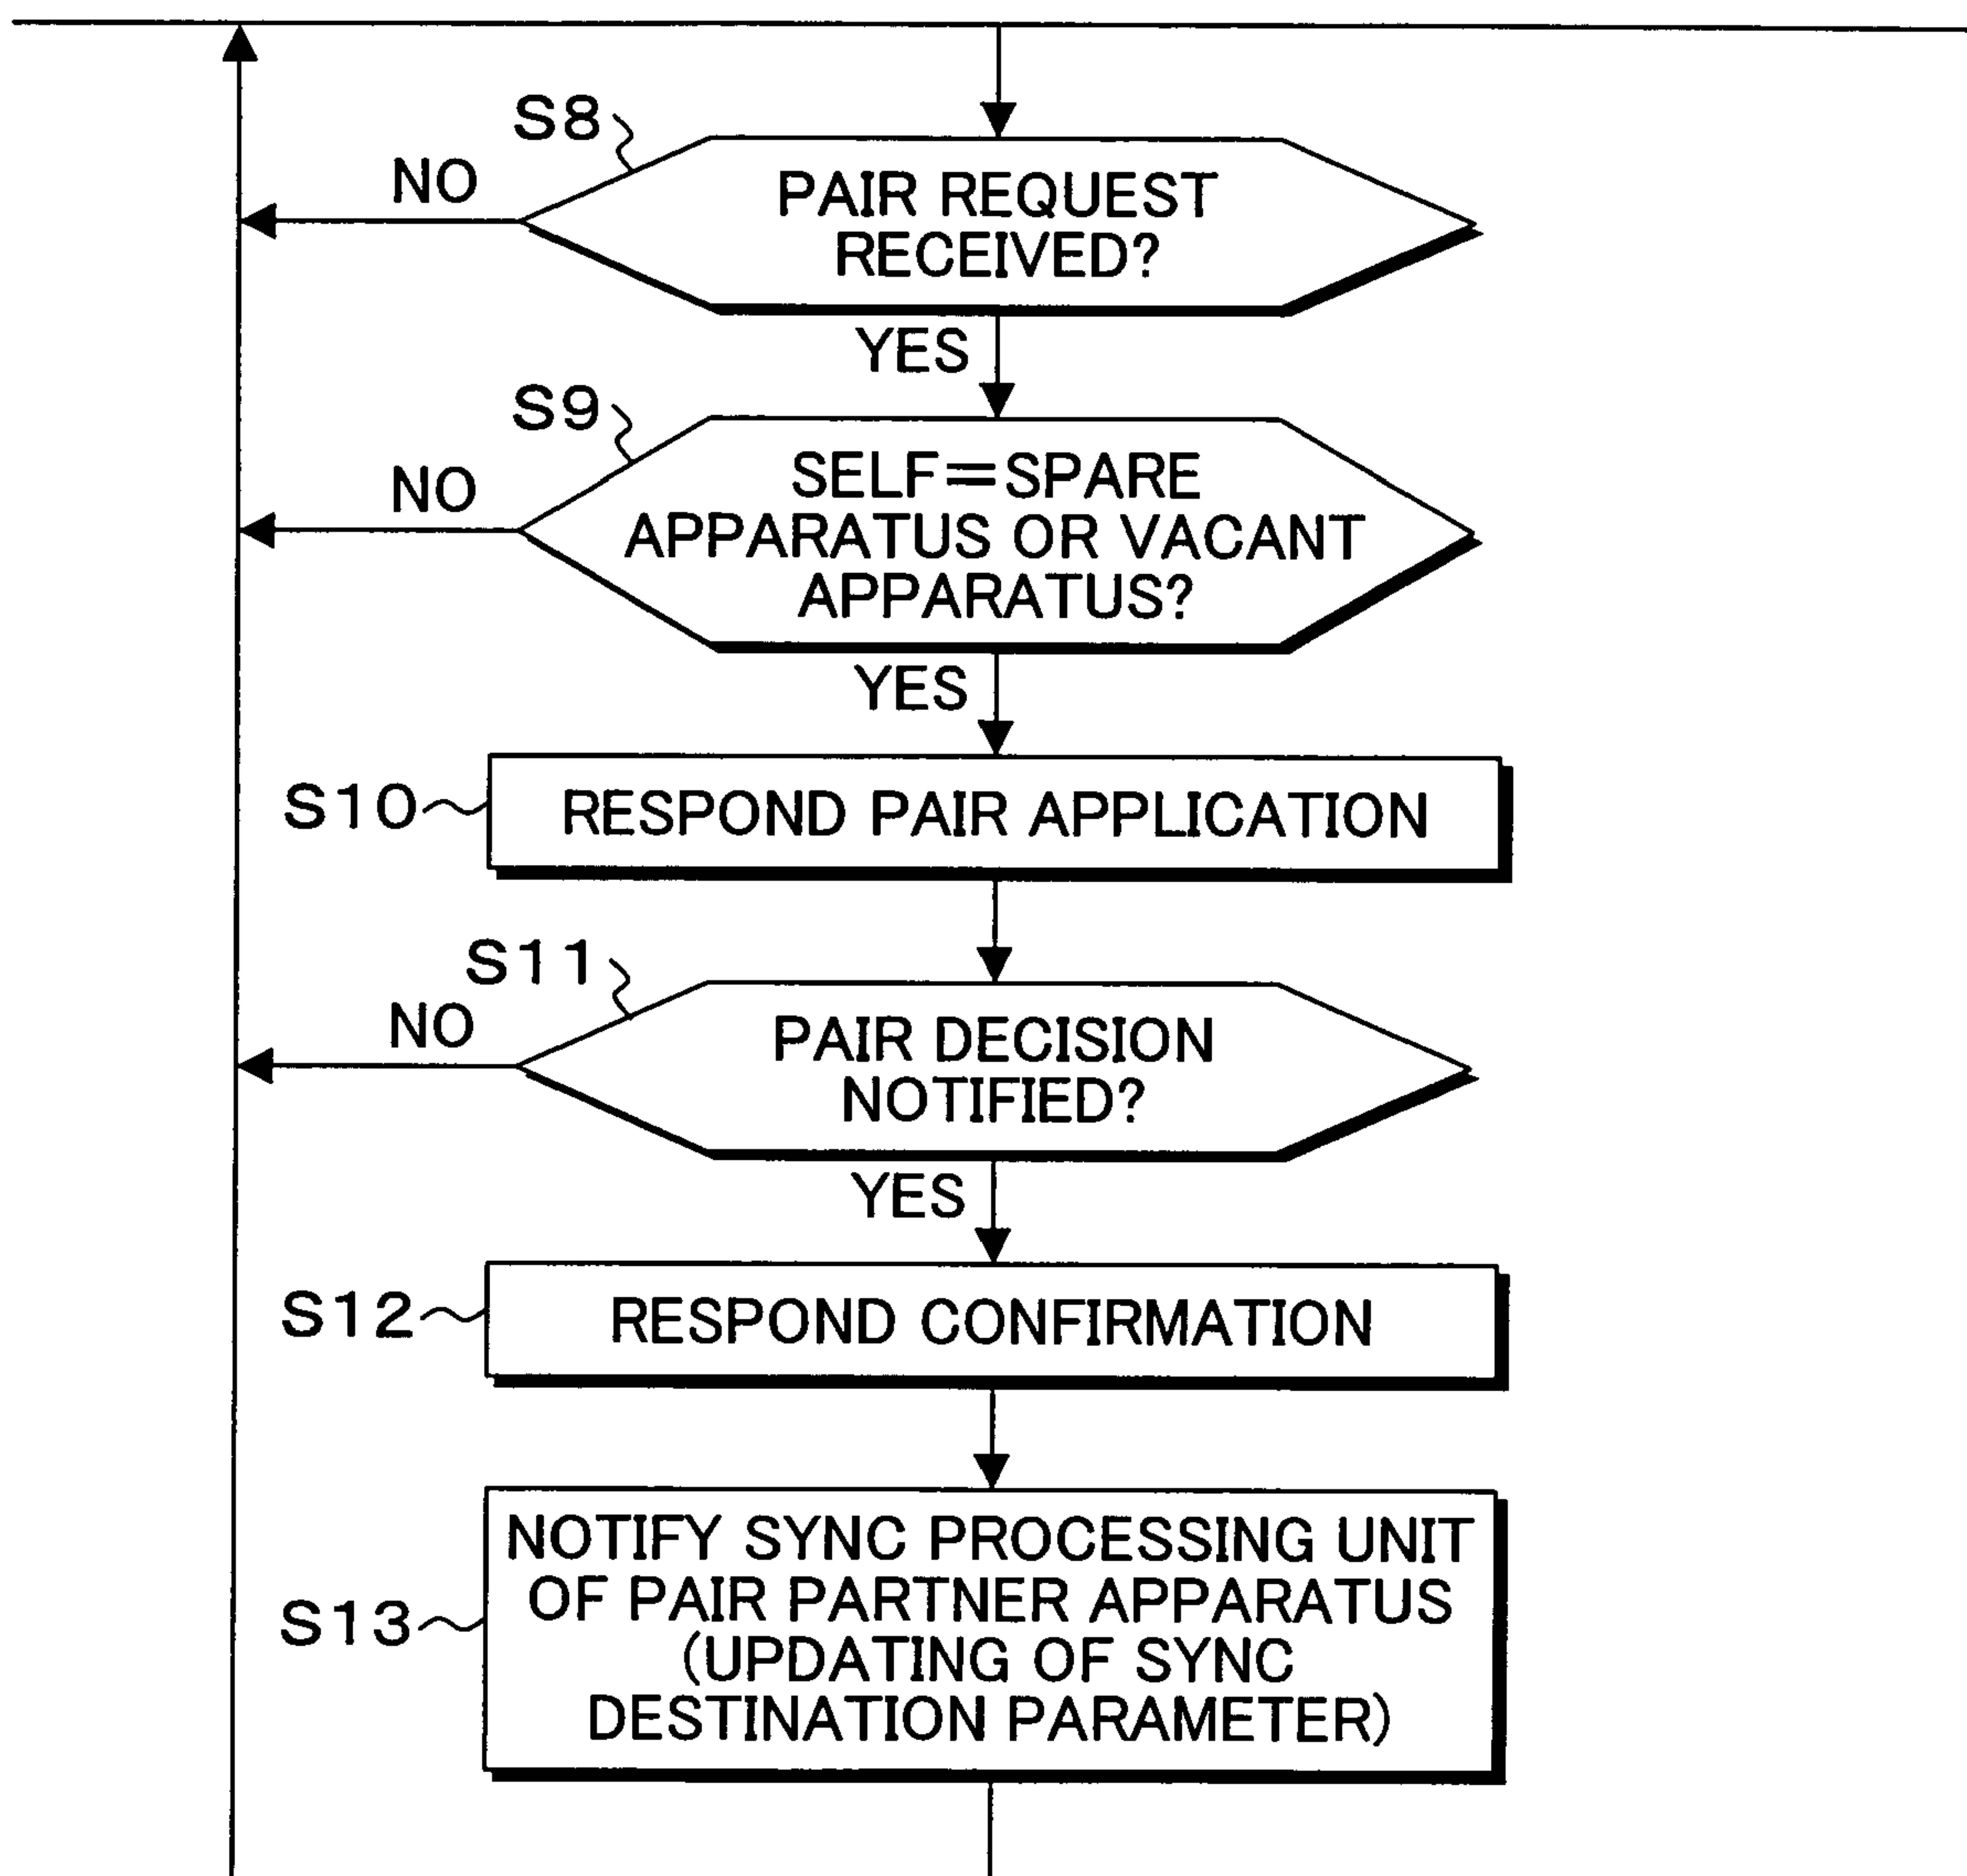 S8
NO
PAIR REQUEST
RECEIVED?
YES
S9
NO
SELF=SPARE
APPARATUS OR VACANT
APPARATUS?
YES
S10
RESPOND PAIR APPLICATION
S11
NO
PAIR DECISION
NOTIFIED?
YES
S12
RESPOND CONFIRMATION
S13
NOTIFY SYNC PROCESSING UNIT
OF PAIR PARTNER APPARATUS
(UPDATING OF SYNC
DESTINATION PARAMETER)